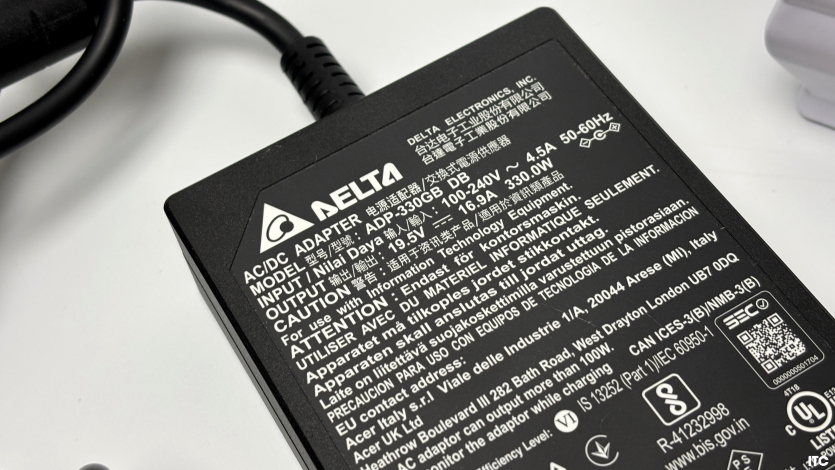 DELTA ELECTRONICS, INC.
台达电子工业股份有限公司
台達電子工業股份有限公司
DELTA
AC/DC ADAPTER 电源适配器/交換式電源供應器
MODEL 型号/型號: ADP-330GB DB
INPUT / Nilai Daya 输入/輸入: 100-240V ~ 4.5A 50-60Hz
OUTPUT 输出/輸出: 19.5V 16.9A 330.0W
CAUTION 警告: 适用于资讯类产品/適用於資訊類產品
For use with Information Technology Equipment.
ATTENTION : Endast för kontorsmaskin.
UTILISER AVEC DU MATERIEL INFORMATIQUE SEULEMENT.
Apparatet må tilkoples jordet stikkontakt.
Apparaten skall anslutas till jordat uttag.
Laite on liitettävä suojakoskettimilla varustettuun pistorasiaan.
PRECAUCION PARA USO CON EQUIPOS DE TECNOLOGIA DE LA INFORMACION
EU contact address:
Acer Italy s.r.l Viale delle Industrie 1/A, 20044 Arese (MI), Italy
Acer UK Ltd
Heathrow Boulevard III 282 Bath Road, West Drayton London UB7 0DQ
AC adaptor can output more than 100W.
monitor the adaptor while charging
CAN ICES-3(B)/NMB-3(B)
Efficiency Level: VI
IS 13252 (Part 1)/IEC 60950-1
R-41232998
www.bis.gov.in
SEC
0000000501704
4T18
UL
LISTE
ITC